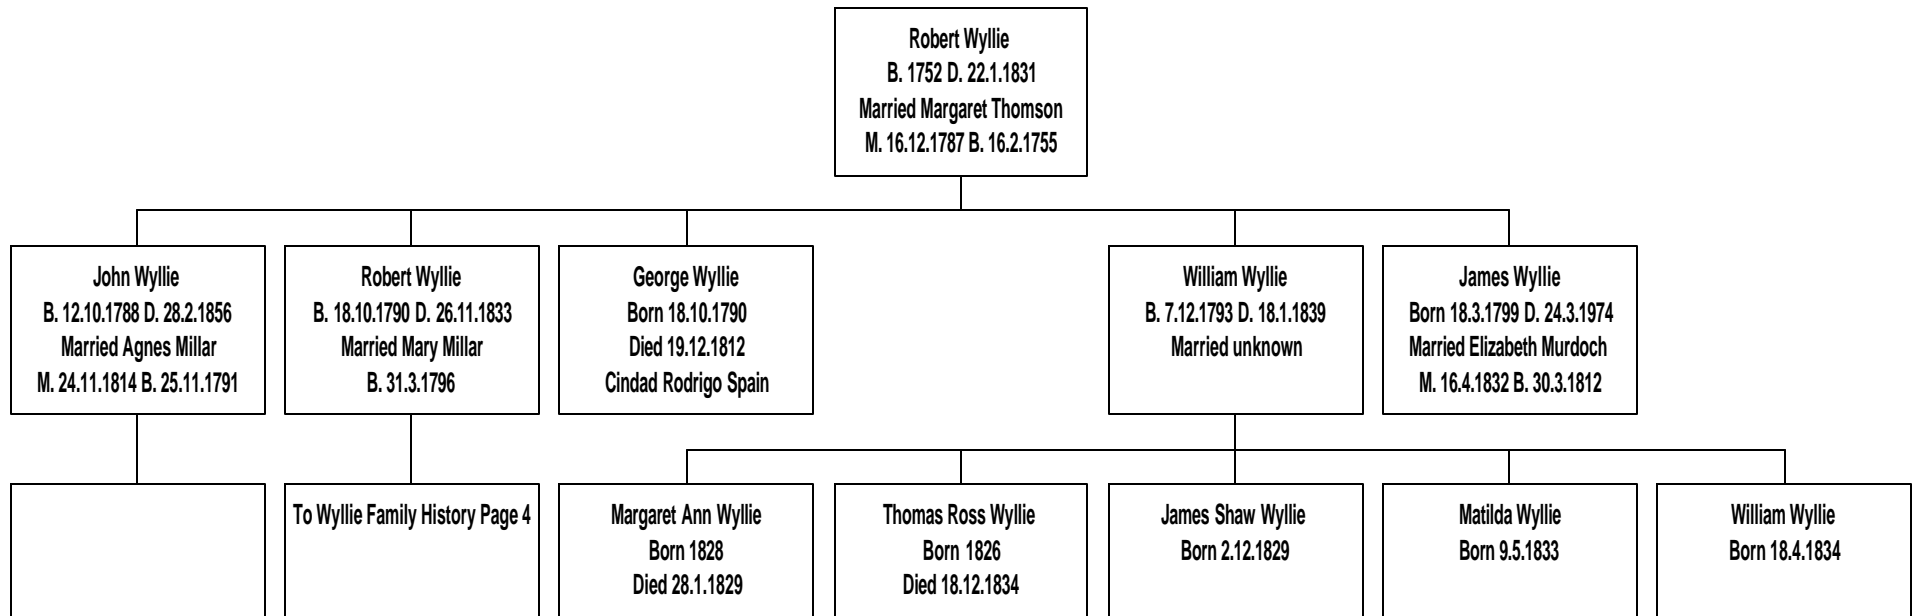 Robert Wyllie
B. 1752 D. 22.1.1831
Married Margaret Thomson
M. 16.12.1787 B. 16.2.1755
John Wyllie
B. 12.10.1788 D. 28.2.1856
Married Agnes Millar
M. 24.11.1814 B. 25.11.1791
Robert Wyllie
B. 18.10.1790 D. 26.11.1833
Married Mary Millar
B. 31.3.1796
George Wyllie
Born 18.10.1790
Died 19.12.1812
Cindad Rodrigo Spain
William Wyllie
B. 7.12.1793 D. 18.1.1839
Married unknown
James Wyllie
Born 18.3.1799 D. 24.3.1974
Married Elizabeth Murdoch
M. 16.4.1832 B. 30.3.1812
To Wyllie Family History Page 4
Margaret Ann Wyllie
Born 1828
Died 28.1.1829
Thomas Ross Wyllie
Born 1826
Died 18.12.1834
James Shaw Wyllie
Born 2.12.1829
Matilda Wyllie
Born 9.5.1833
William Wyllie
Born 18.4.1834